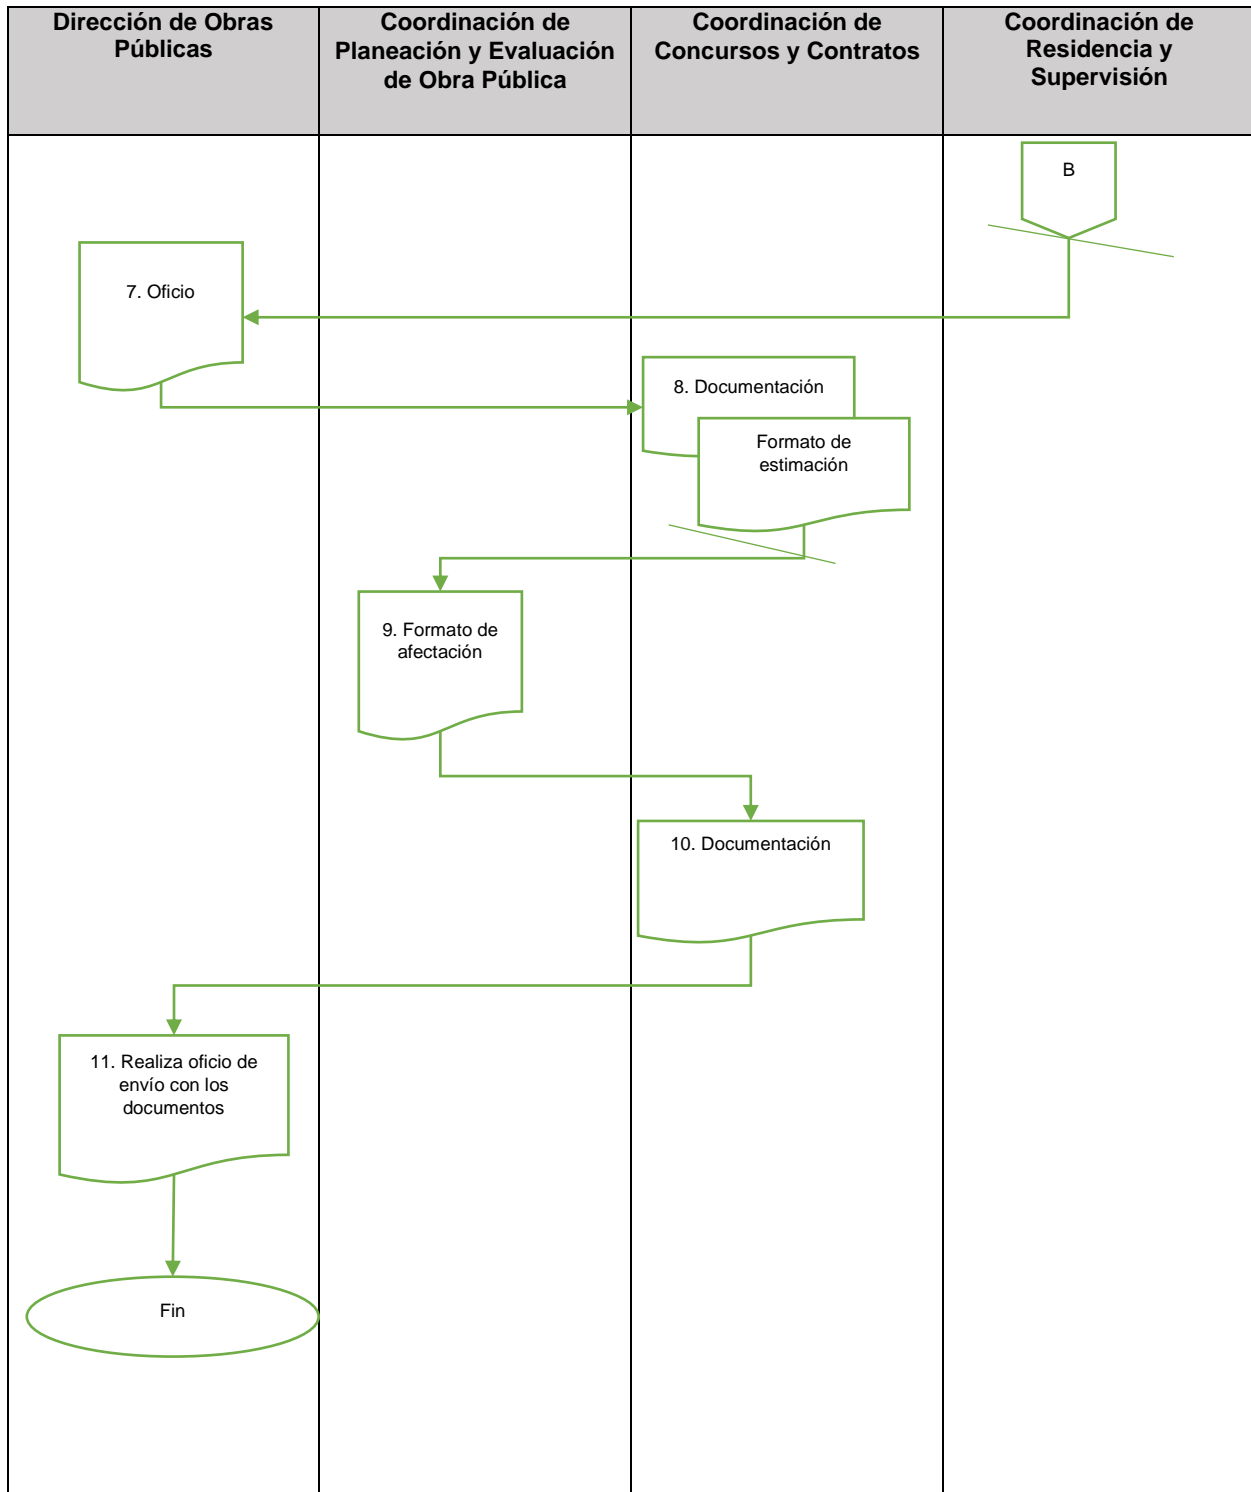 Dirección de Obras
Públicas
Coordinación de
Planeación y Evaluación
de Obra Pública
Coordinación de
Concursos y Contratos
Coordinación de
Residencia y
Supervisión
B
7. Oficio
8. Documentación
Formato de
estimación
9. Formato de
afectación
10. Documentación
11. Realiza oficio de
envío con los
documentos
Fin